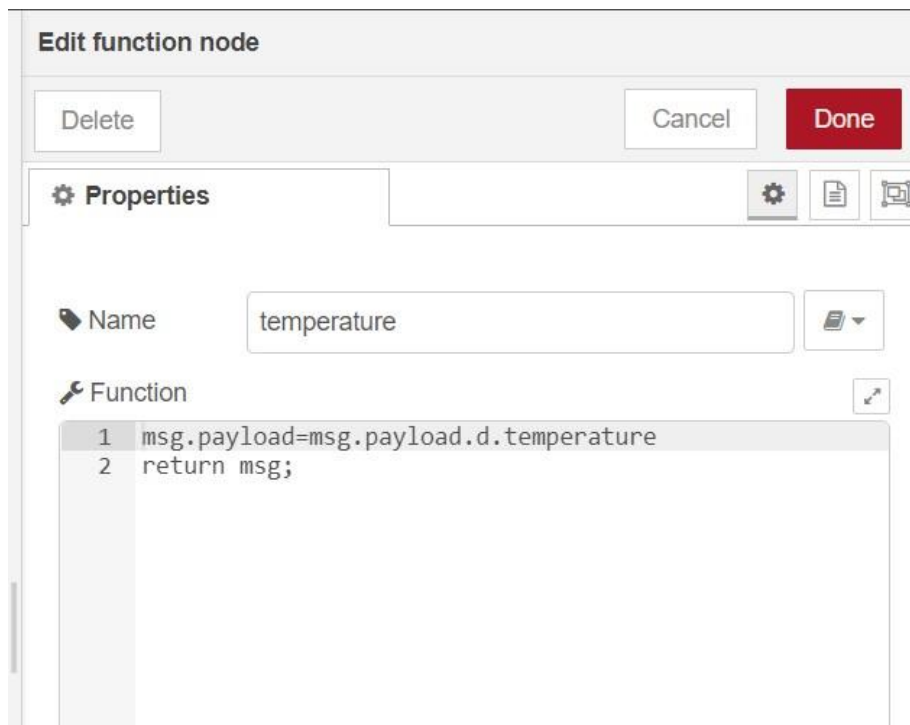 Edit function node
Delete Cancel Done
Properties
Name temperature
Function
1 msg.payload=msg.payload.d.temperature
2 return msg;